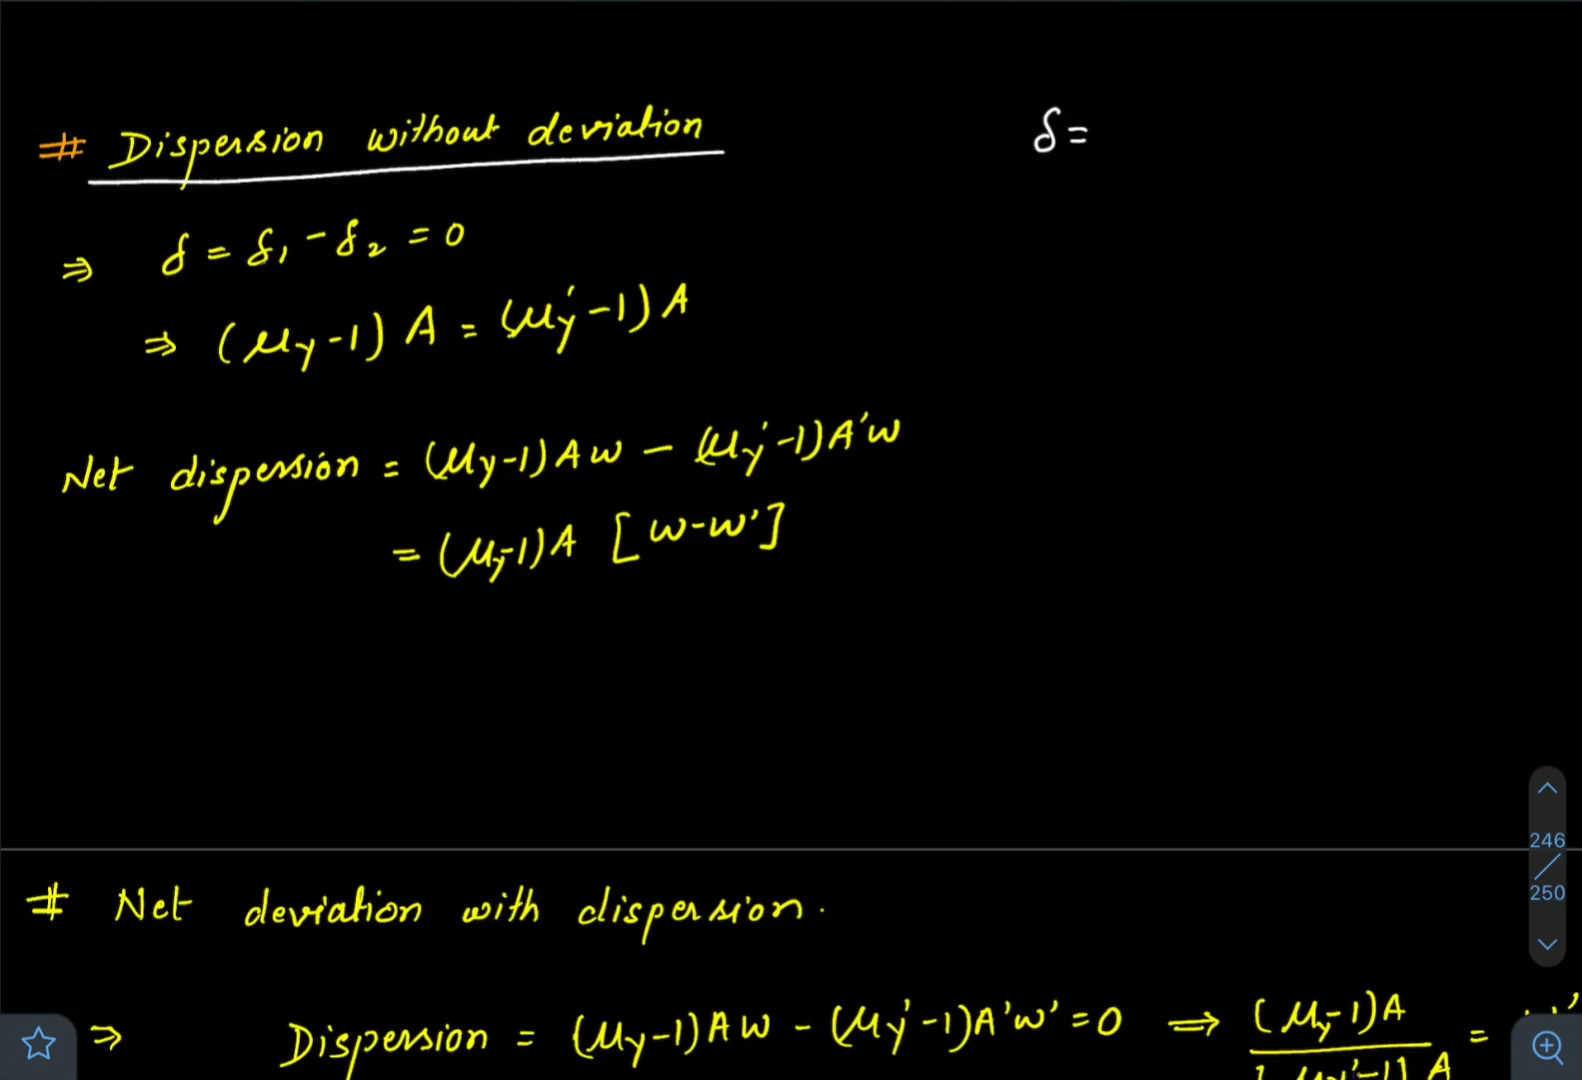 # Dispersion without deviation
δ =
⇒ δ = δ₁ - δ₂ = 0
⇒ (μy - 1) A = (μy' - 1) A
Net dispersion = (μy-1) A ω - (μy' -1) A'ω
= (μy-1) A [ω-ω']
246
250
# Net deviation with dispersion.
⇒ Dispersion = (μy-1) A ω - (μy' -1) A'ω' = 0 ⇒ (μy-1) A =